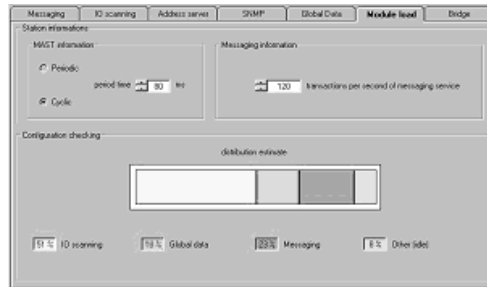 Messaging IO scanning Address server SNMP Global Data Module load Bridge
Station informations
MAST information
Messaging information
Periodic
period time 80 ms
120 transactions per second of messaging service
Cyclic
Configuration checking
distribution estimate
51 % IO scanning 18 % Global data 23 % Messaging 8 % Other (idle)